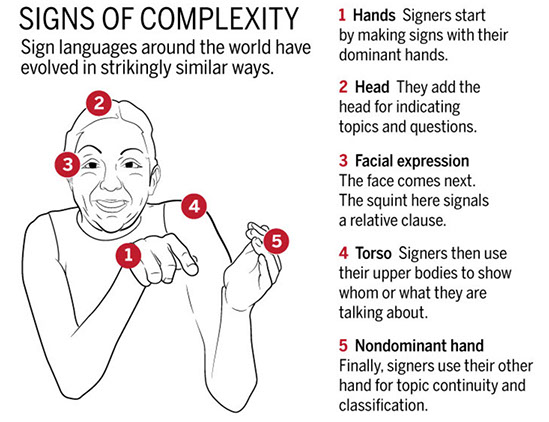 SIGNS OF COMPLEXITY
Sign languages around the world have
evolved in strikingly similar ways.
2
3
4
5
1
1 Hands Signers start
by making signs with their
dominant hands.
2 Head They add the
head for indicating
topics and questions.
3 Facial expression
The face comes next.
The squint here signals
a relative clause.
4 Torso Signers then use
their upper bodies to show
whom or what they are
talking about.
5 Nondominant hand
Finally, signers use their other
hand for topic continuity and
classification.